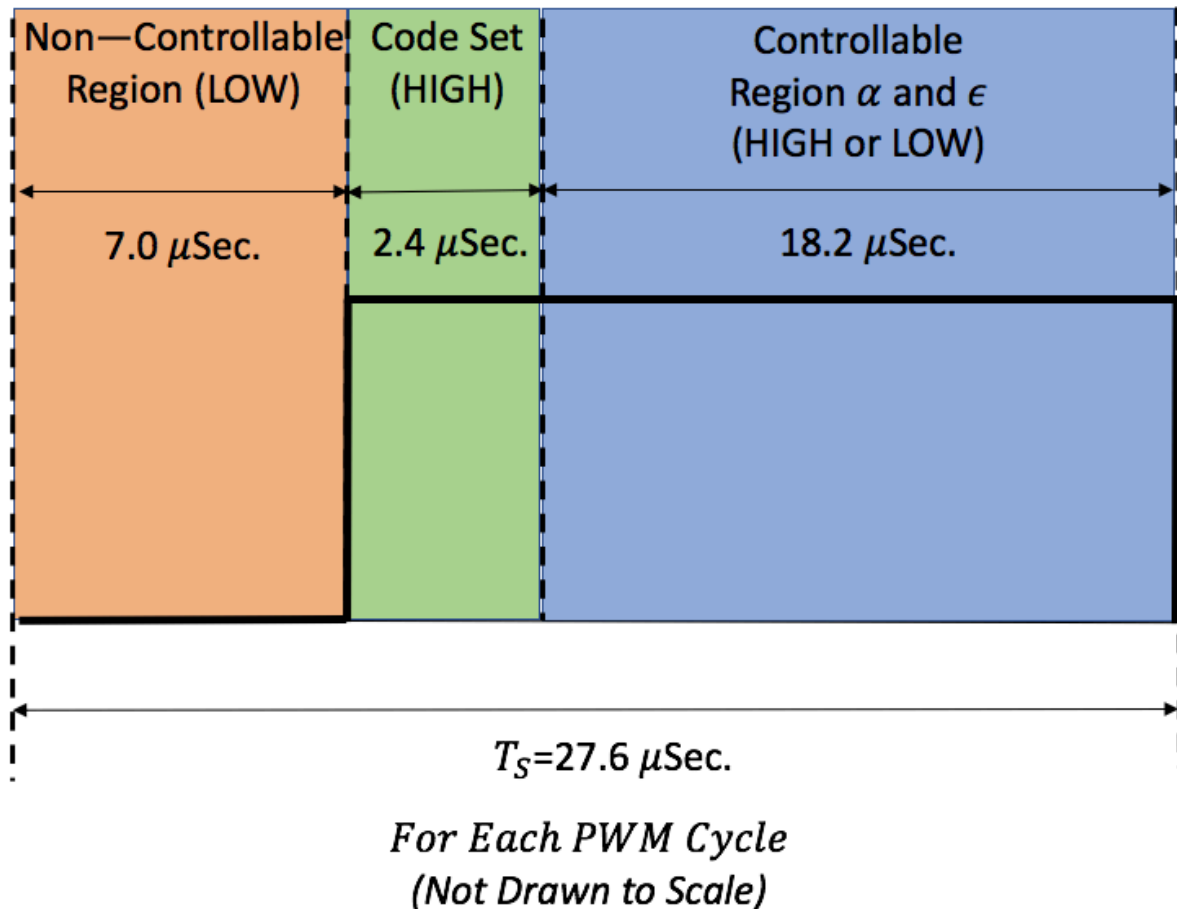 Non—Controllable
Region (LOW)
Code Set
(HIGH)
Controllable
Region α and ϵ
(HIGH or LOW)
7.0 μSec.
2.4 μSec.
18.2 μSec.
T_S=27.6 μSec.
For Each PWM Cycle
(Not Drawn to Scale)